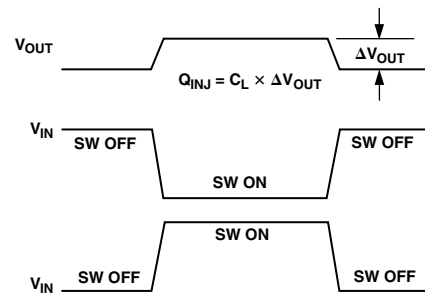 VOUT
ΔVOUT
QINJ = CL × ΔVOUT
VIN
SW OFF
SW OFF
SW ON
SW ON
VIN
SW OFF
SW OFF